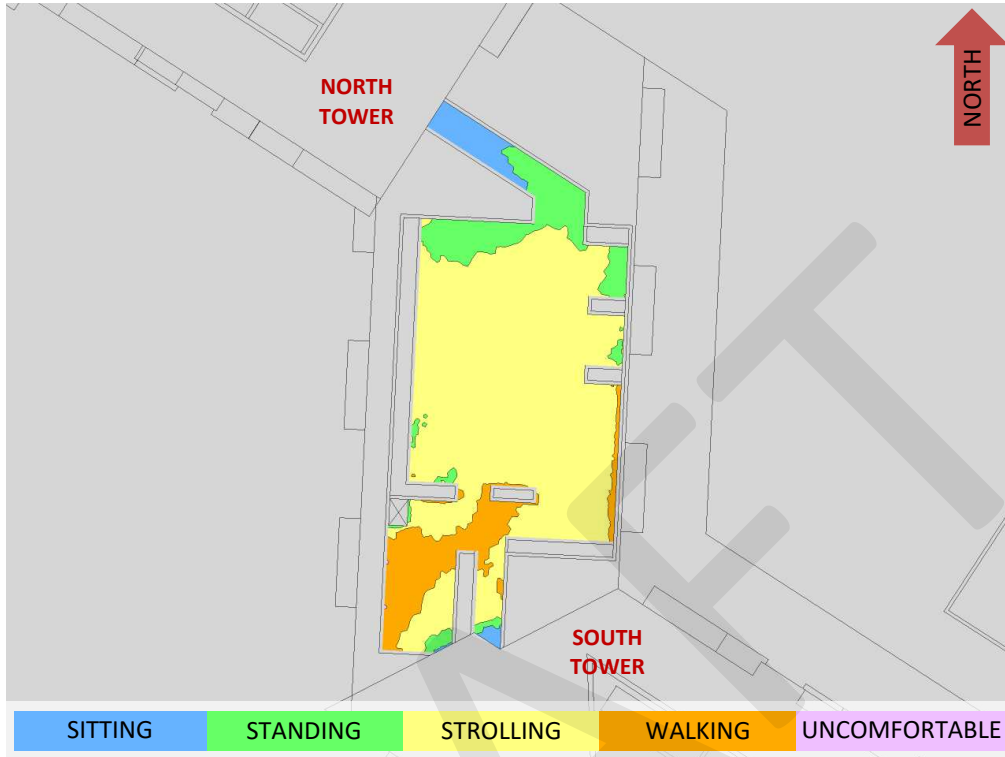 NORTH
TOWER
NORTH
SOUTH
TOWER
SITTING STANDING STROLLING WALKING UNCOMFORTABLE